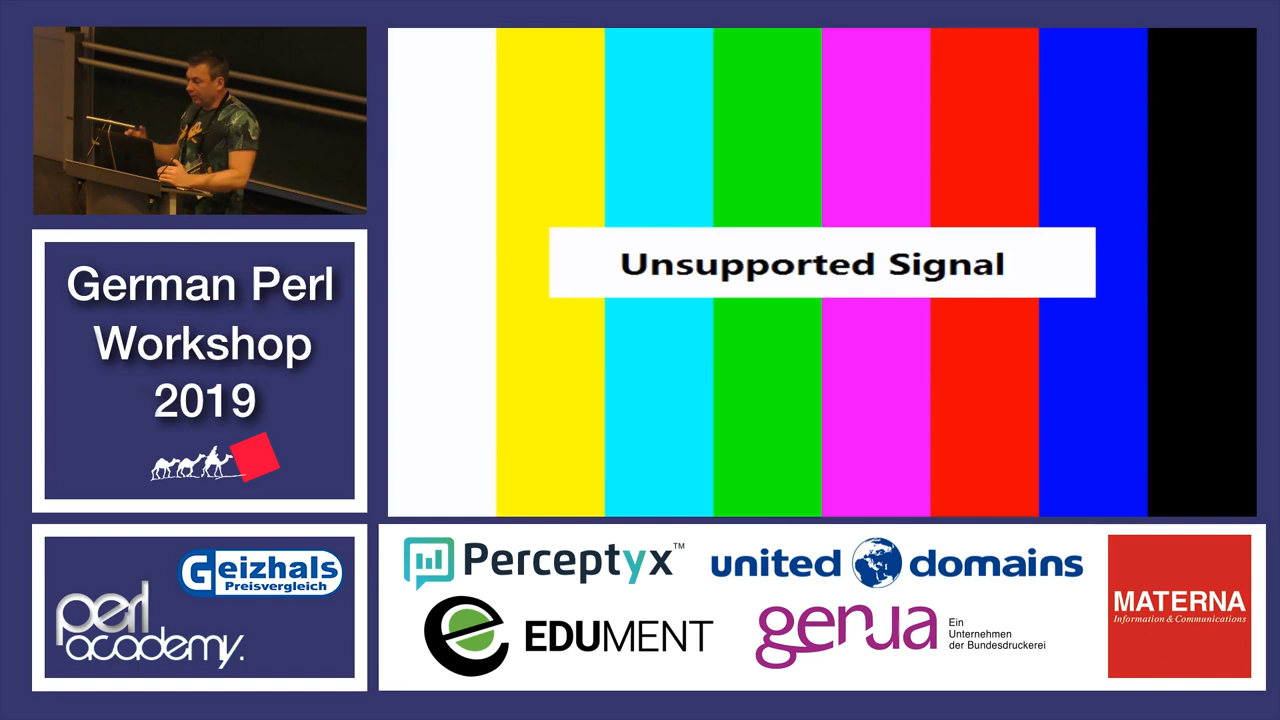 Unsupported Signal
German Perl
Workshop
2019
Geizhals
Preisvergleich
perl
academy.
Perceptyx™
united domains
EDUMENT
genua
Ein
Unternehmen
der Bundesdruckerei
MATERNA
Information & Communications